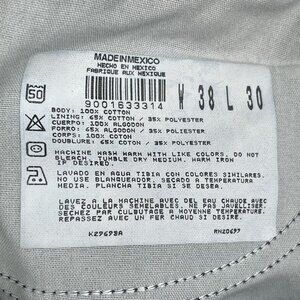 MADE IN MEXICO
HECHO EN MEXICO
FABRIQUE AUX MEXIQUE
9001633314 W 38 L 30
BODY: 100% COTTON
LINING: 65% COTTON / 35% POLYESTER
CUERPO: 100% ALGODON
FORRO: 65% ALGODON / 35% POLIESTER
CORPS: 100% COTON
DOUBLURE: 65% COTON / 35% POLYESTER
MACHINE WASH WARM WITH LIKE COLORS, DO NOT
BLEACH, TUMBLE DRY MEDIUM, WARM IRON
IF DESIRED.
LAVADO EN AGUA TIBIA CON COLORES SIMILARES.
NO USE BLANQUEADOR. SECADO A TEMPERATURA
MEDIA, PLANCHA TIBIA SI ES DESEADO.
LAVEZ A LA MACHINE AVEC DEL EAU CHAUDE AVEC
DES COULEURS SEMBLABLES. NE PAS JAVELLISER
SECHEZ PAR CULBUTAGE A MOYENNE TEMPERATURE.
REPASSEZ AVEC UN FER CHAUD SI DESIRE.
K29693A RN20697
50